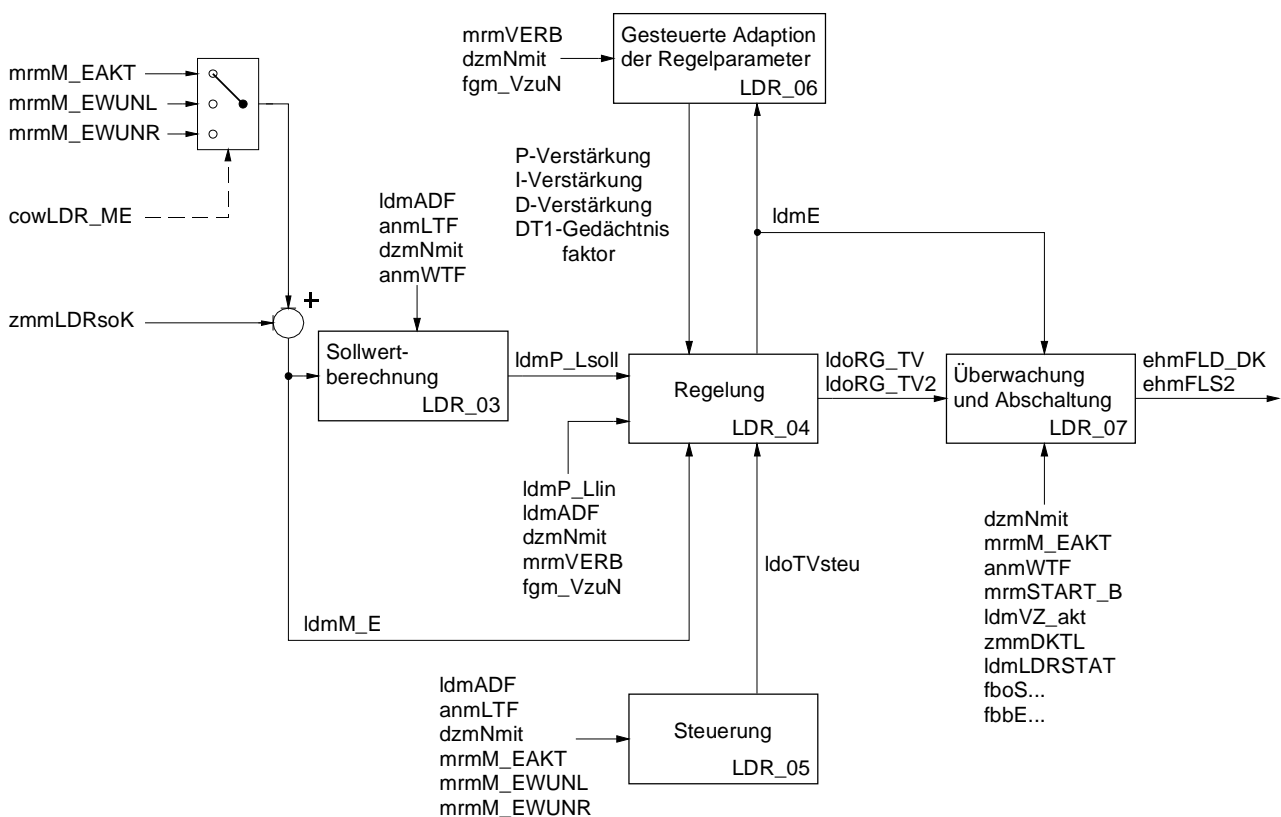 mrmM_EAKT
mrmM_EWUNL
mrmM_EWUNR
cowLDR_ME
zmmLDRsoK
+
ldmADF
anmLTF
dzmNmit
anmWTF
Sollwert-
berechnung
LDR_03
ldmP_Lsoll
mrmVERB
dzmNmit
fgm_VzuN
Gesteuerte Adaption
der Regelparameter
LDR_06
P-Verstärkung
I-Verstärkung
D-Verstärkung
DT1-Gedächtnis
faktor
ldmE
Regelung
LDR_04
ldoRG_TV
ldoRG_TV2
Überwachung
und Abschaltung
LDR_07
ehmFLD_DK
ehmFLS2
ldmP_Llin
ldmADF
dzmNmit
mrmVERB
fgm_VzuN
ldmM_E
ldoTVsteu
dzmNmit
mrmM_EAKT
anmWTF
mrmSTART_B
ldmVZ_akt
zmmDKTL
ldmLDRSTAT
fboS...
fbbE...
ldmADF
anmLTF
dzmNmit
mrmM_EAKT
mrmM_EWUNL
mrmM_EWUNR
Steuerung
LDR_05